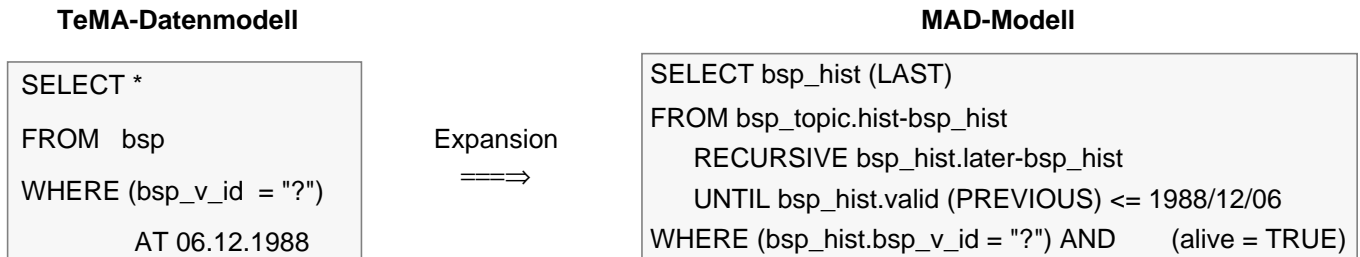 TeMA-Datenmodell
MAD-Modell
SELECT *
FROM bsp
WHERE (bsp_v_id = "?")
AT 06.12.1988
Expansion
===⇒
SELECT bsp_hist (LAST)
FROM bsp_topic.hist-bsp_hist
RECURSIVE bsp_hist.later-bsp_hist
UNTIL bsp_hist.valid (PREVIOUS) <= 1988/12/06
WHERE (bsp_hist.bsp_v_id = "?") AND (alive = TRUE)